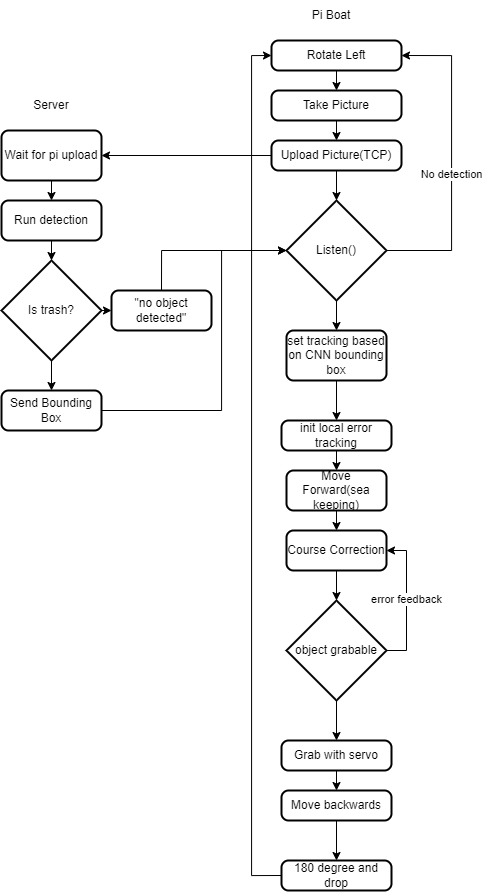 Pi Boat
Rotate Left
Server
Take Picture
Wait for pi upload
Upload Picture(TCP)
No detection
Run detection
Listen()
Is trash?
"no object
detected"
set tracking based
on CNN bounding
box
Send Bounding
Box
init local error
tracking
Move
Forward(sea
keeping)
Course Correction
error feedback
object grabable
Grab with servo
Move backwards
180 degree and
drop